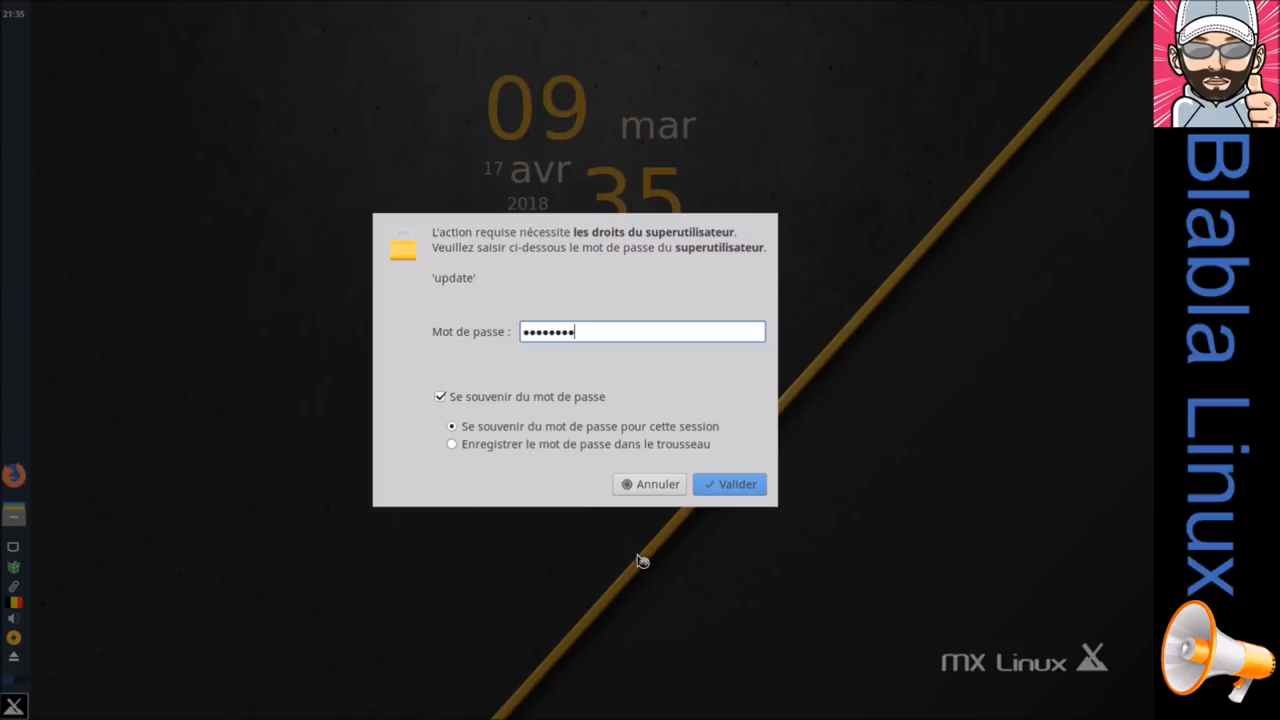 21:35
09 mar
17 avr 35
2018
L'action requise nécessite les droits du superutilisateur.
Veuillez saisir ci-dessous le mot de passe du superutilisateur.
'update'
Mot de passe : ••••••••
Se souvenir du mot de passe
Se souvenir du mot de passe pour cette session
Enregistrer le mot de passe dans le trousseau
Annuler Valider
MX Linux
Blabla Linux